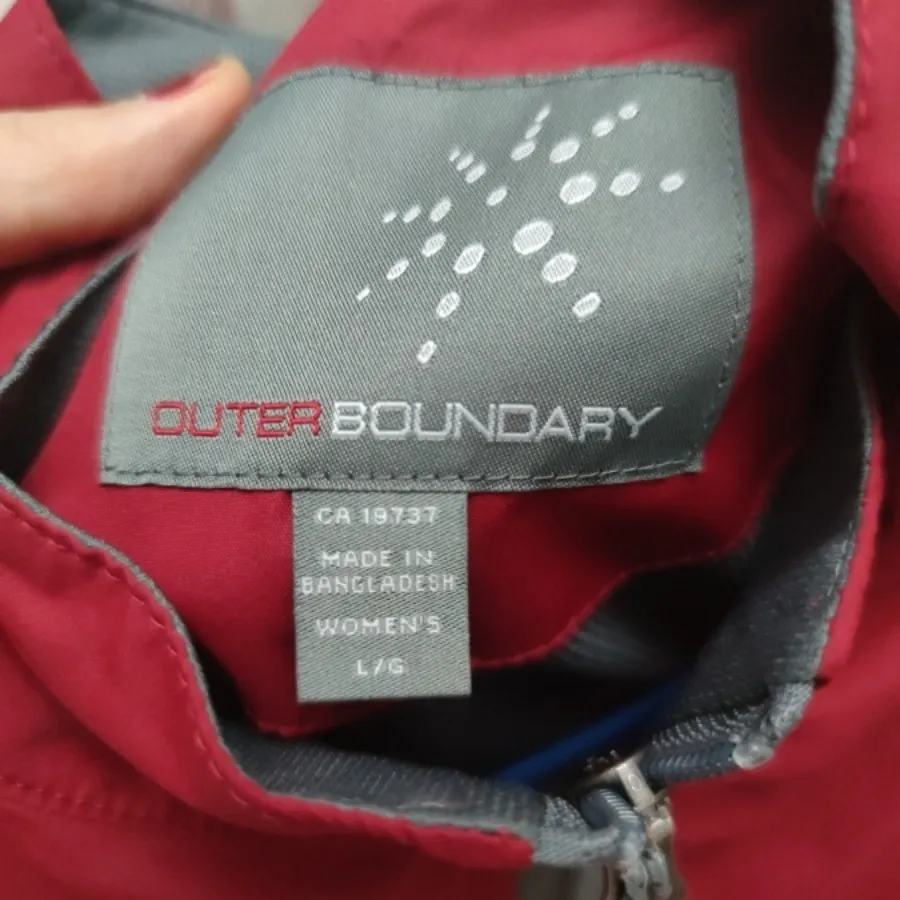 OUTER BOUNDARY
CA 19737
MADE IN
BANGLADESH
WOMEN'S
L/G